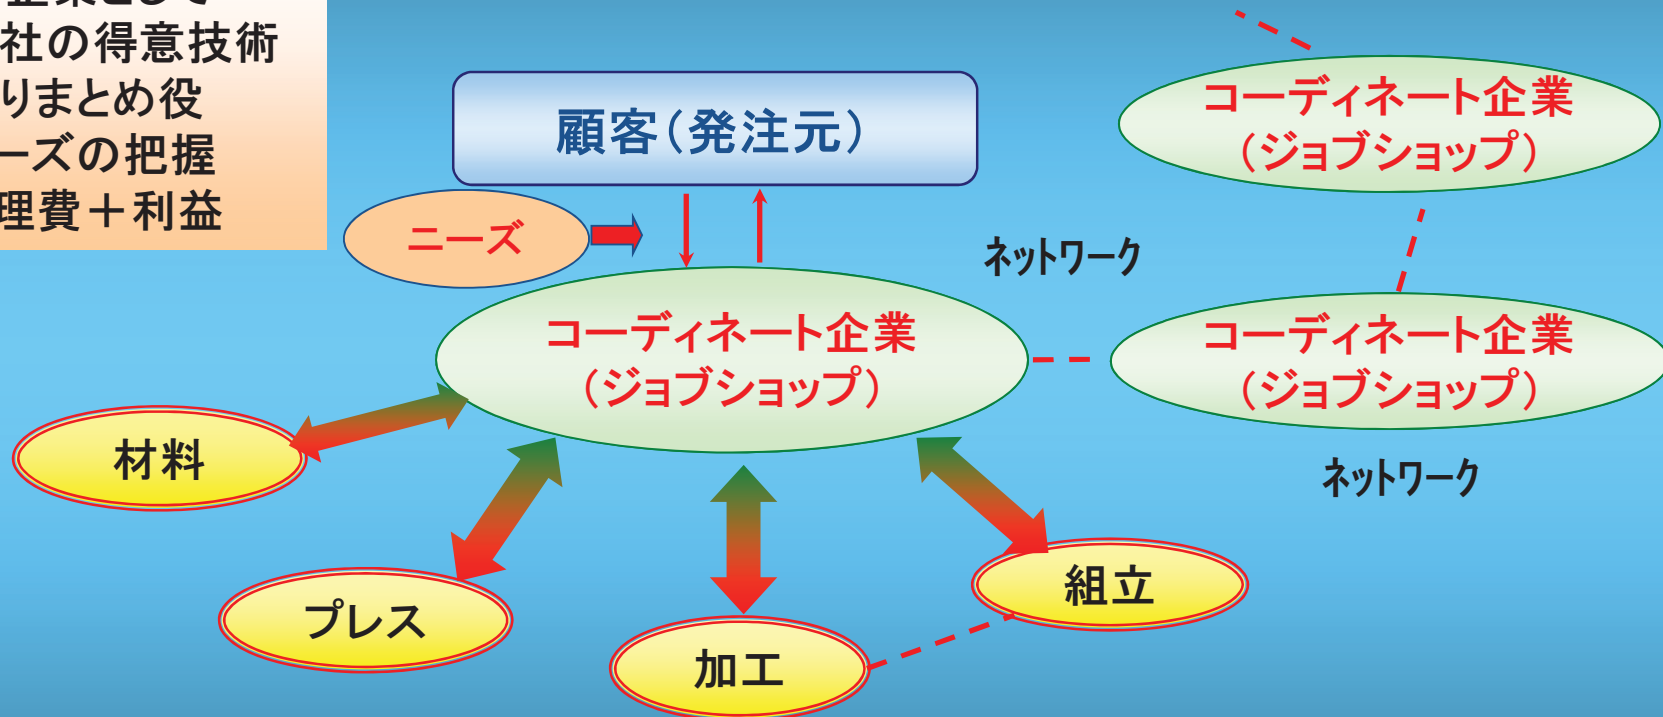 企業として
社の得意技術
りまとめ役
ーズの把握
理費＋利益
顧客（発注元）
ニーズ
コーディネート企業
（ジョブショップ）
ネットワーク
コーディネート企業
（ジョブショップ）
コーディネート企業
（ジョブショップ）
ネットワーク
材料
プレス
加工
組立